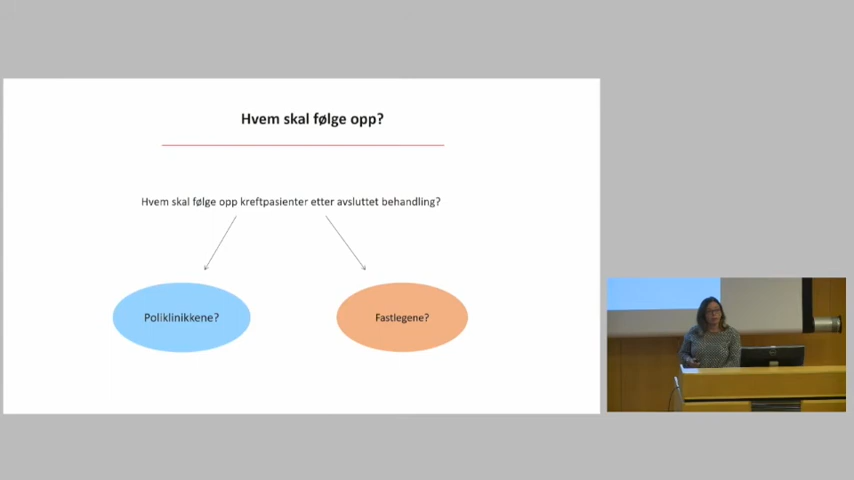 Hvem skal følge opp?
Hvem skal følge opp kreftpasienter etter avsluttet behandling?
Poliklinikkene?
Fastlegene?